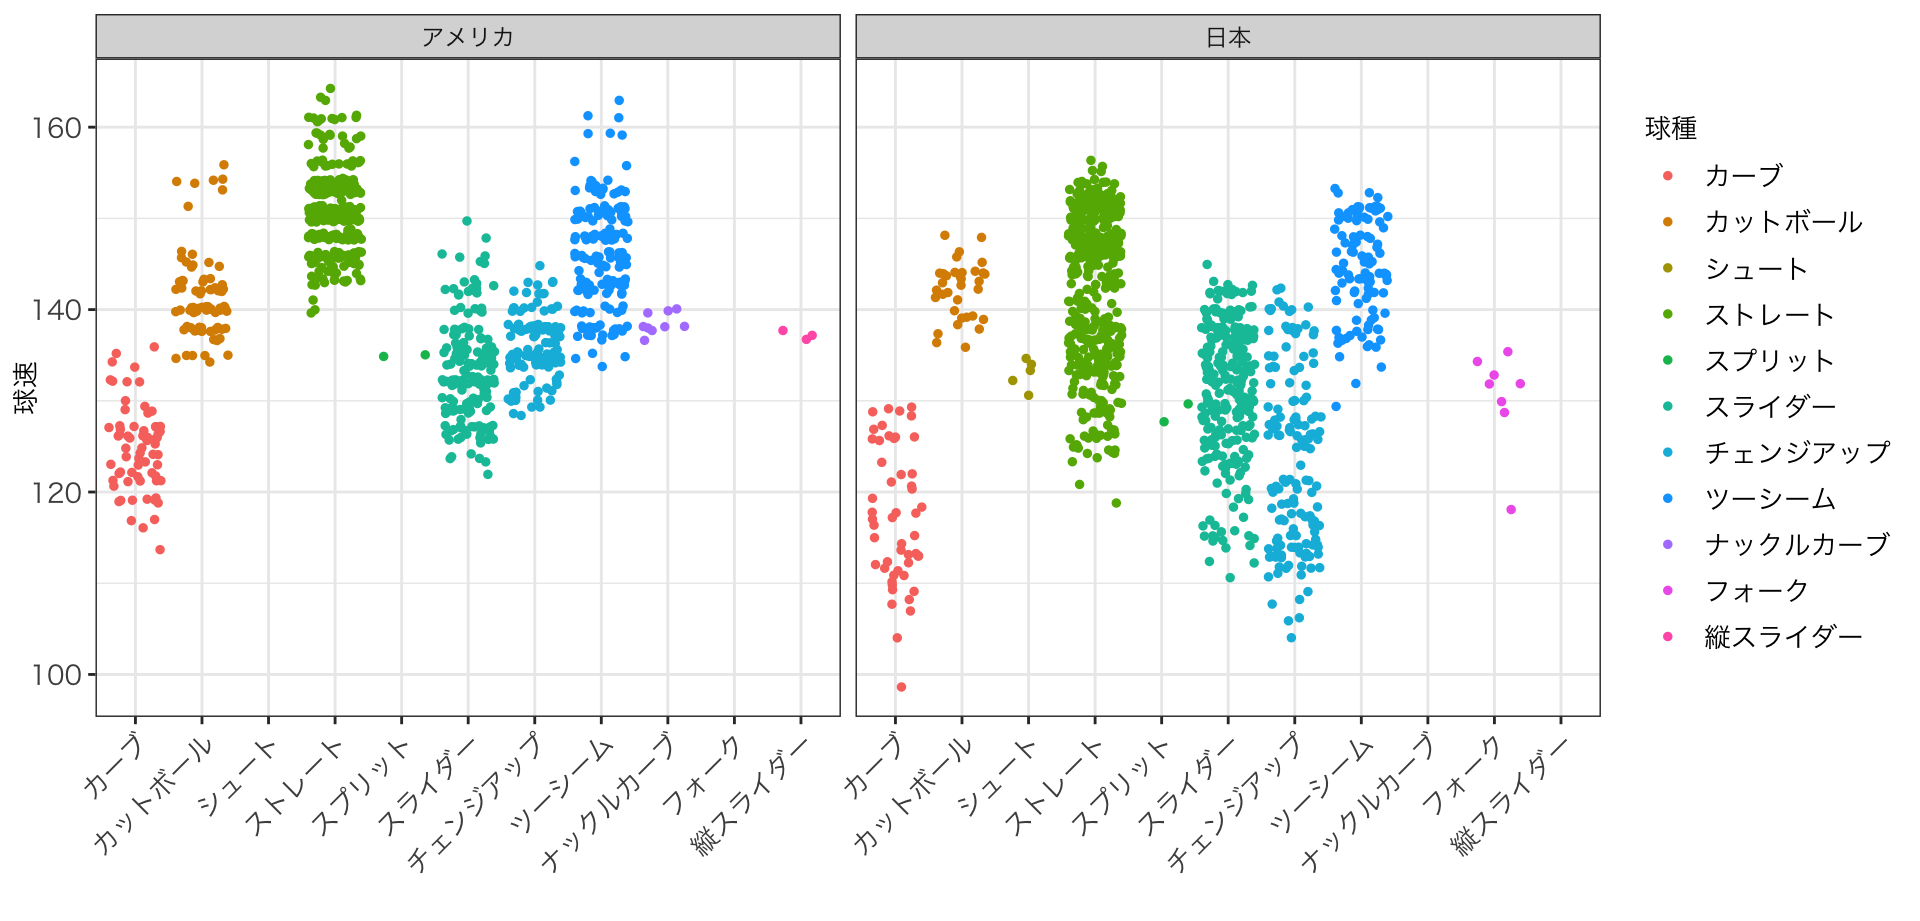 アメリカ
日本
球速
160
140
120
100
カーブ
カットボール
シュート
ストレート
スプリット
スライダー
チェンジアップ
ツーシーム
ナックルカーブ
フォーク
縦スライダー
カーブ
カットボール
シュート
ストレート
スプリット
スライダー
チェンジアップ
ツーシーム
ナックルカーブ
フォーク
縦スライダー
球種
カーブ
カットボール
シュート
ストレート
スプリット
スライダー
チェンジアップ
ツーシーム
ナックルカーブ
フォーク
縦スライダー